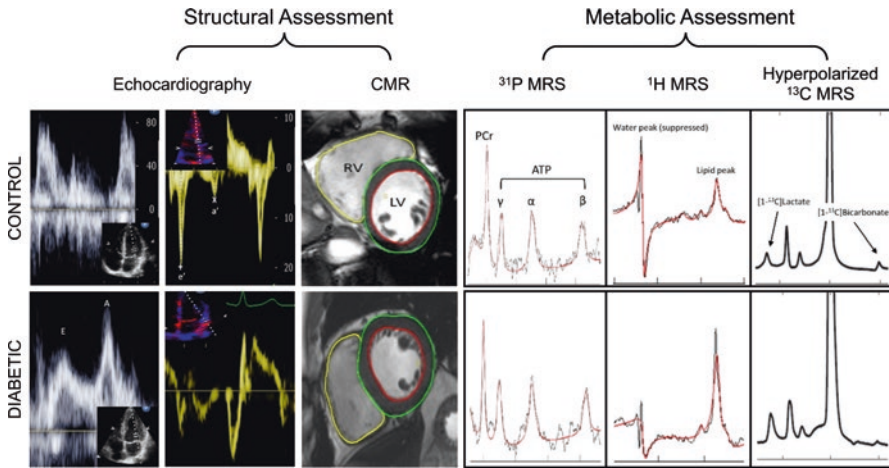 Structural Assessment
Metabolic Assessment
Echocardiography
CMR
³¹P MRS
¹H MRS
Hyperpolarized
¹³C MRS
CONTROL
80
40
0
10
0
10
20
a'
e'
RV
LV
PCr
ATP
γ
α
β
Water peak (suppressed)
Lipid peak
[1-¹³C]Lactate
[1-¹³C]Bicarbonate
DIABETIC
E
A